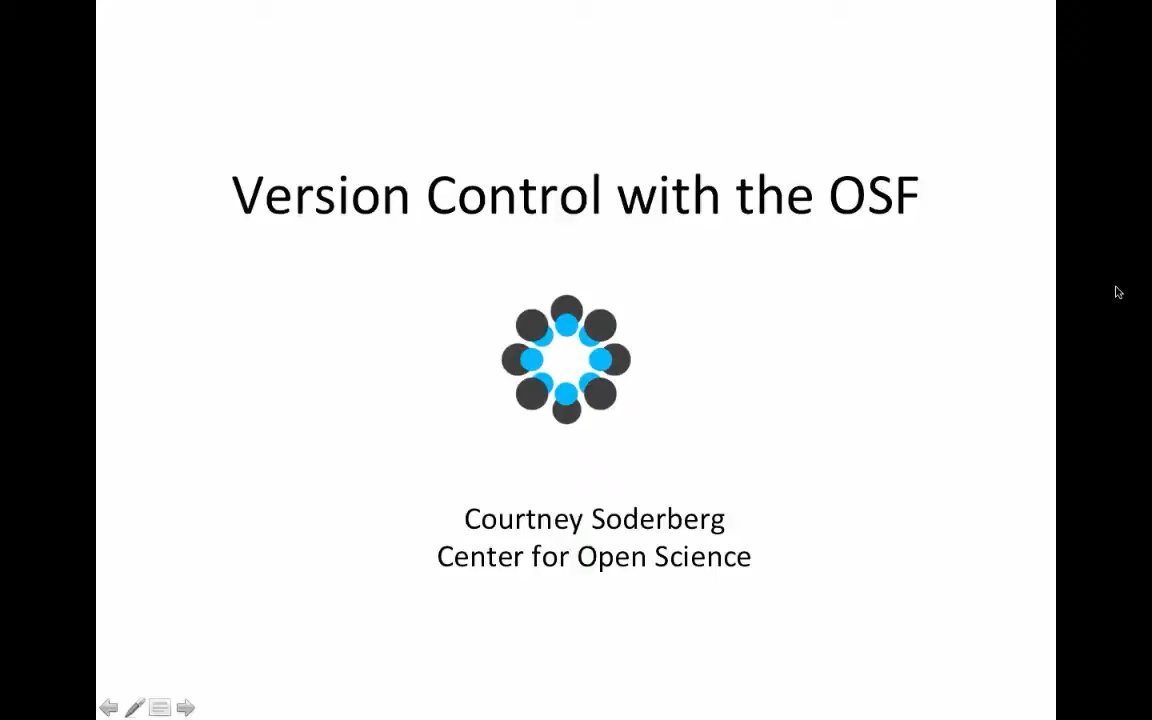 Version Control with the OSF
Courtney Soderberg
Center for Open Science